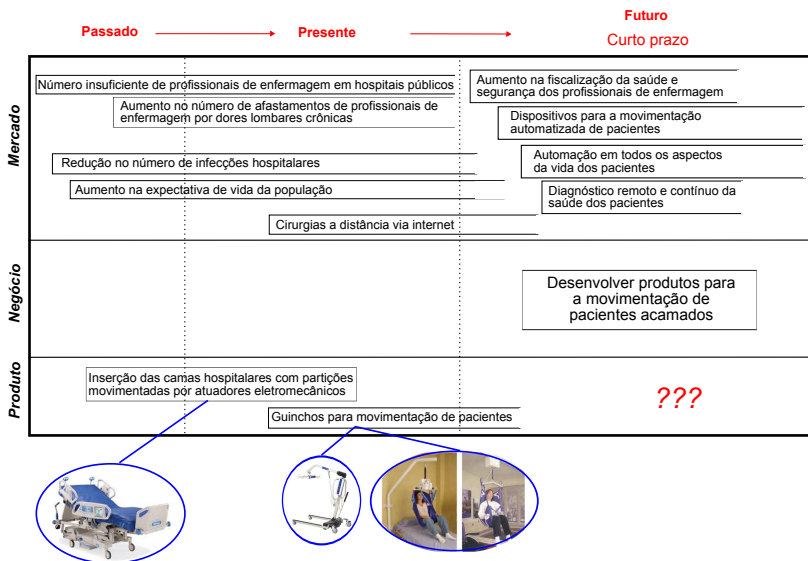 Passado
Presente
Futuro
Curto prazo
Mercado
Número insuficiente de profissionais de enfermagem em hospitais públicos
Aumento no número de afastamentos de profissionais de
enfermagem por dores lombares crônicas
Redução no número de infecções hospitalares
Aumento na expectativa de vida da população
Cirurgias a distância via internet
Aumento na fiscalização da saúde e
segurança dos profissionais de enfermagem
Dispositivos para a movimentação
automatizada de pacientes
Automação em todos os aspectos
da vida dos pacientes
Diagnóstico remoto e contínuo da
saúde dos pacientes
Negócio
Desenvolver produtos para
a movimentação de
pacientes acamados
Produto
Inserção das camas hospitalares com partições
movimentadas por atuadores eletromecânicos
Guinchos para movimentação de pacientes
???